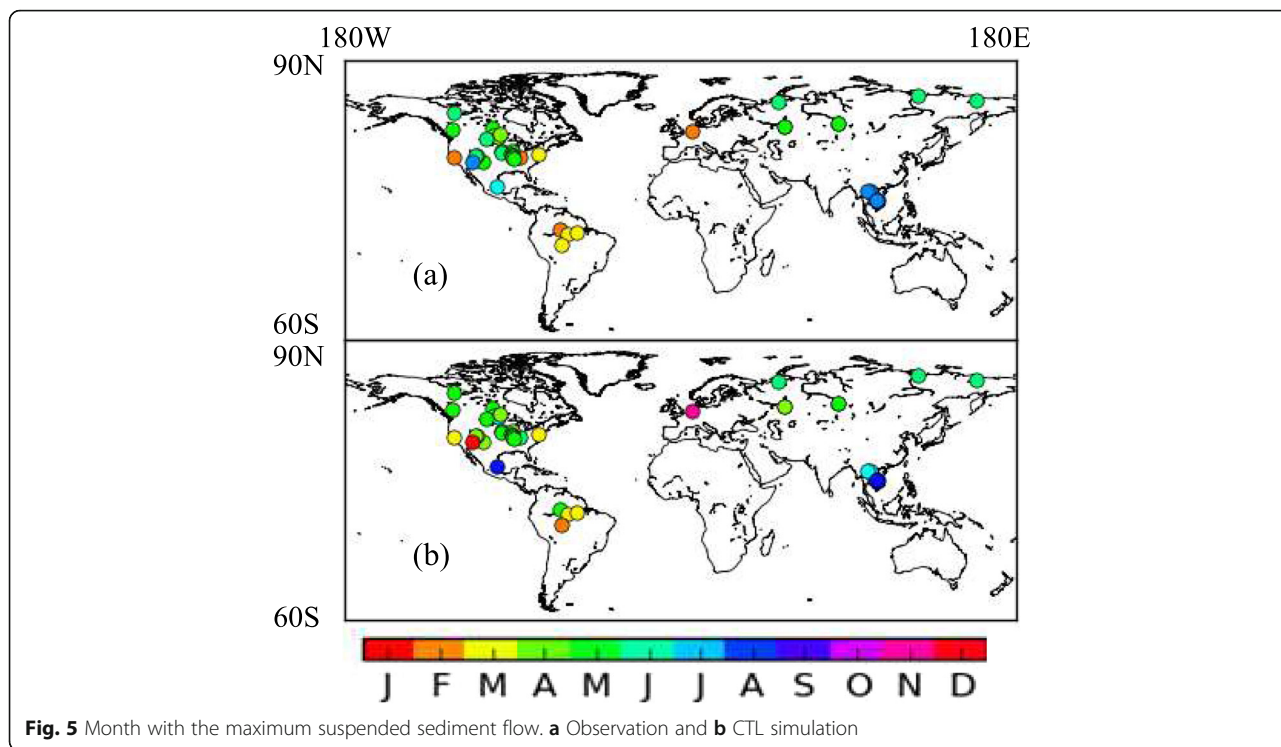 180W 180E
90N
(a)
60S
90N
(b)
60S
J F M A M J J A S O N D
Fig. 5 Month with the maximum suspended sediment flow. a Observation and b CTL simulation